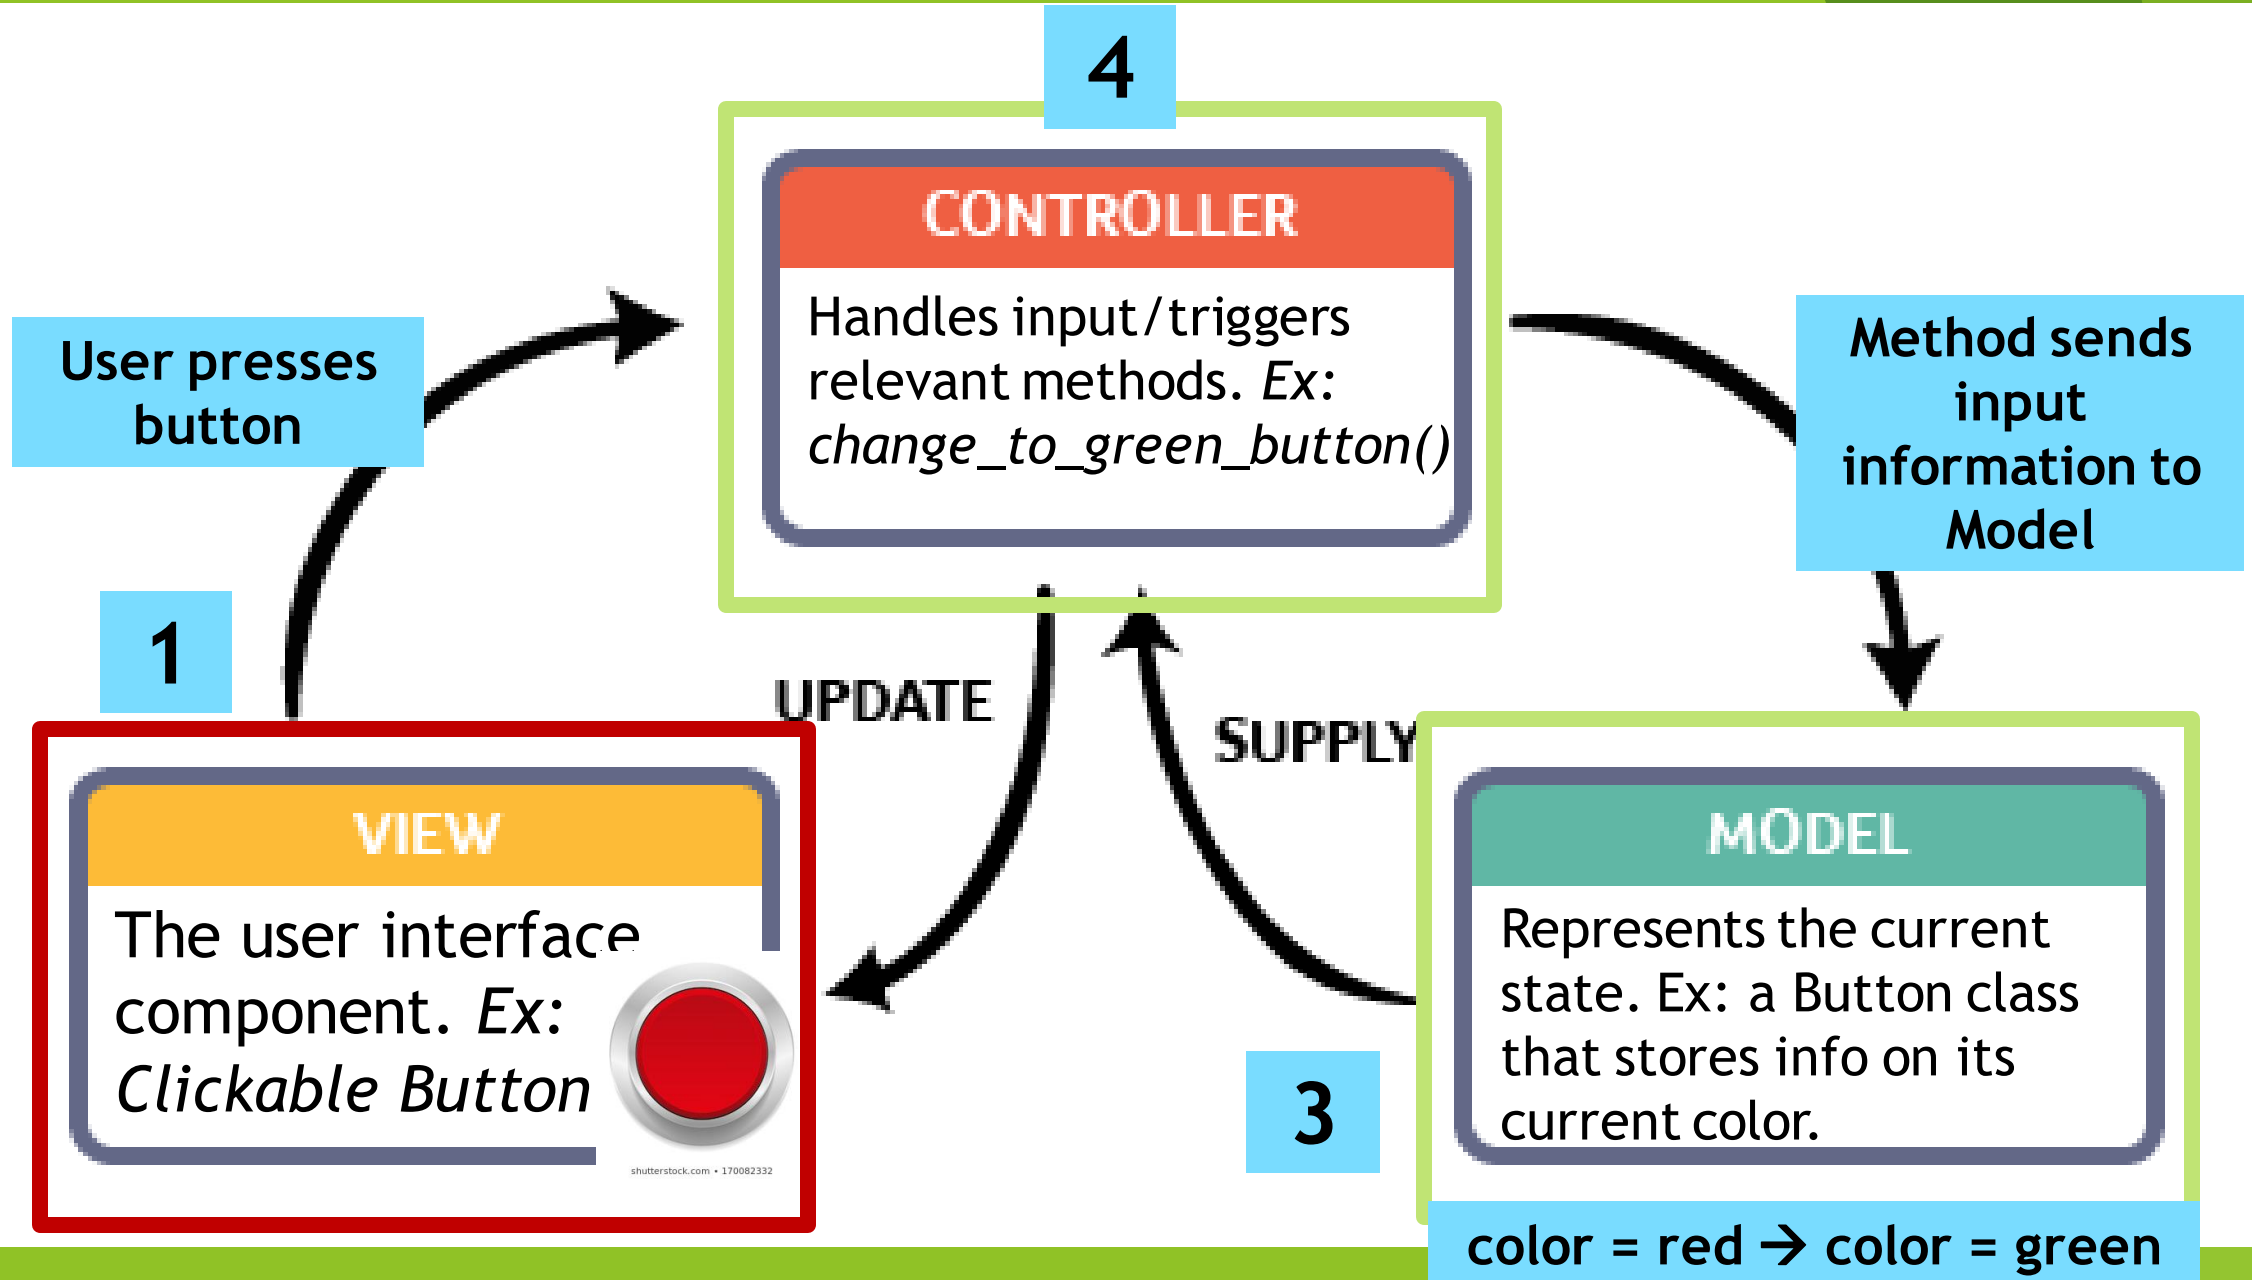 4
CONTROLLER
Handles input/triggers
relevant methods. Ex:
change_to_green_button()
User presses
button
Method sends
input
information to
Model
1
UPDATE
SUPPLY
VIEW
The user interface
component. Ex:
Clickable Button
shutterstock.com • 170082332
MODEL
Represents the current
state. Ex: a Button class
that stores info on its
current color.
3
color = red → color = green